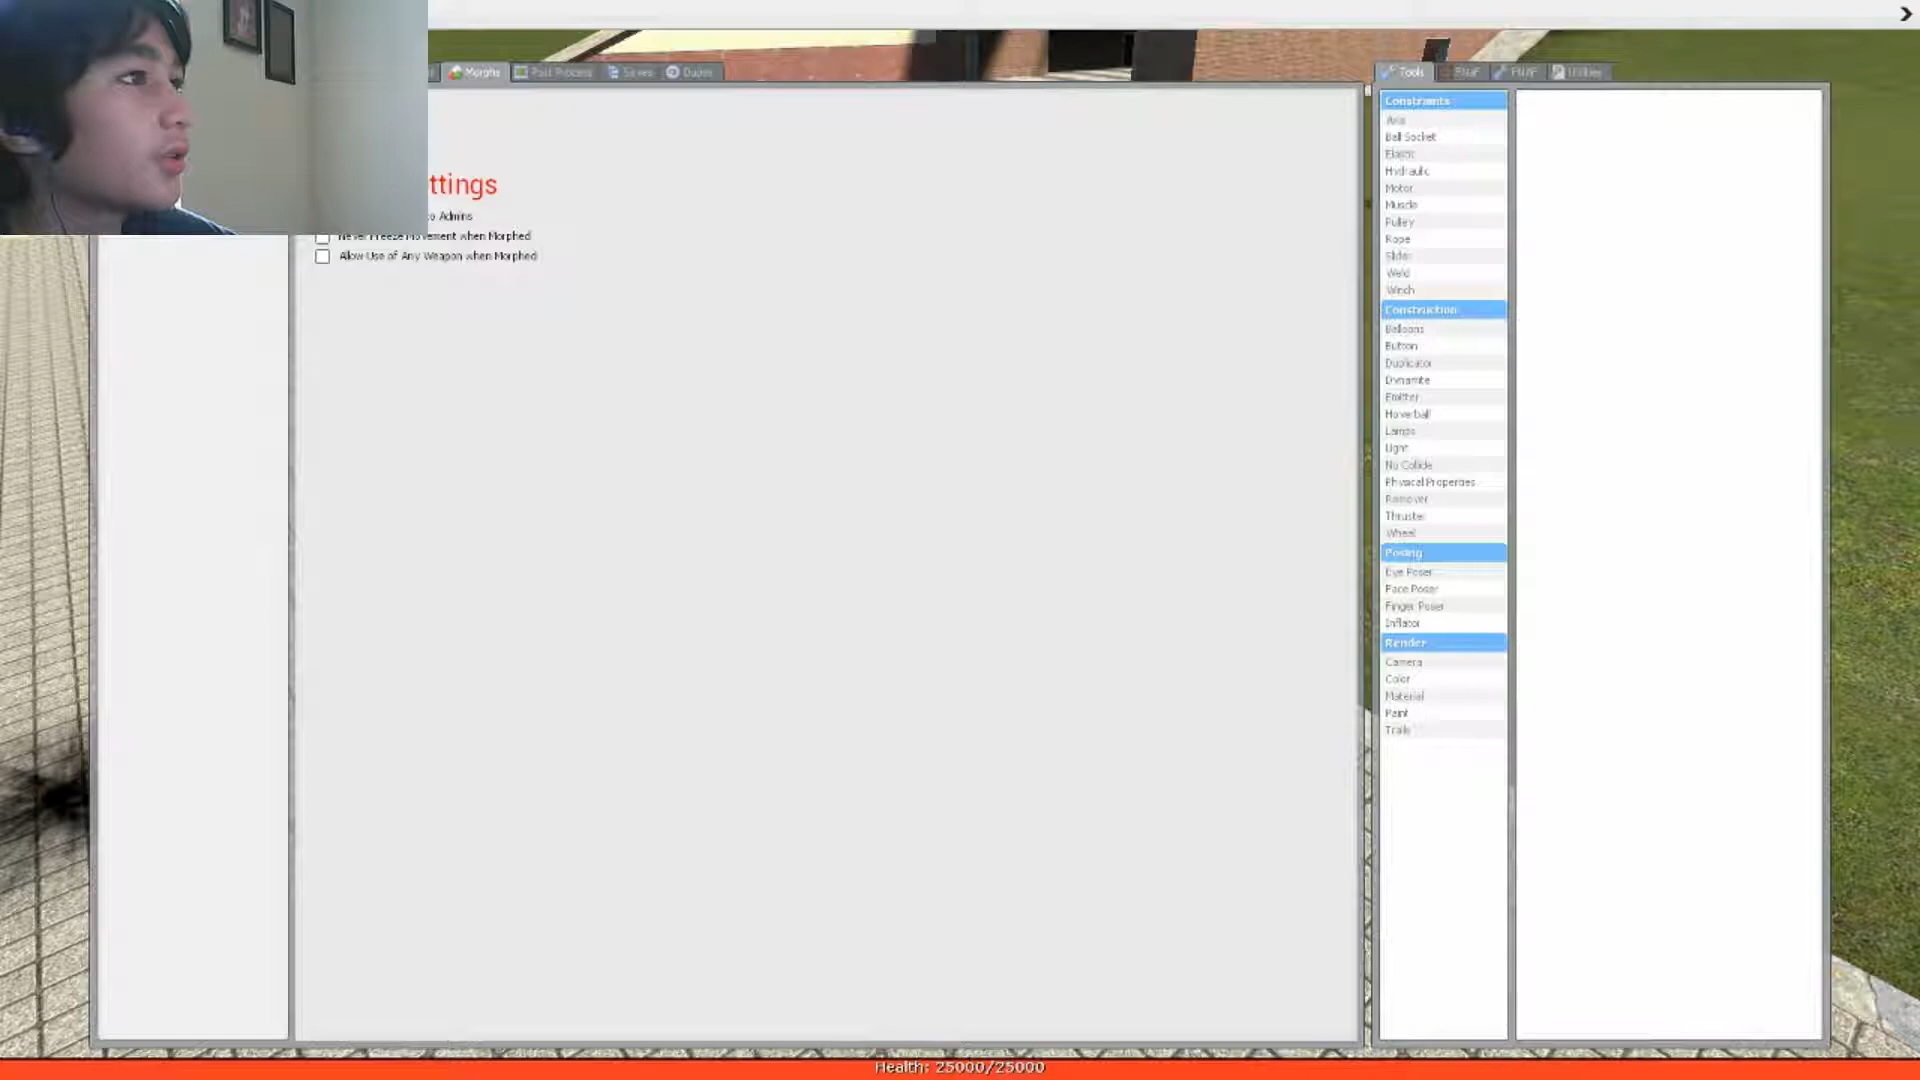 Morphs
Post Process
Saves
Dupes
Tools
Utilities
ttings
to Admins
Never Freeze Movement when Morphed
Allow Use of Any Weapon when Morphed
Constraints
Axis
Ball Socket
Elastic
Hydraulic
Motor
Muscle
Pulley
Rope
Slider
Weld
Winch
Construction
Balloons
Button
Duplicator
Dynamite
Emitter
Hoverball
Lamps
Light
No Collide
Physical Properties
Remover
Thruster
Wheel
Posing
Eye Poser
Face Poser
Finger Poser
Inflator
Render
Camera
Color
Material
Paint
Trails
Health: 25000/25000